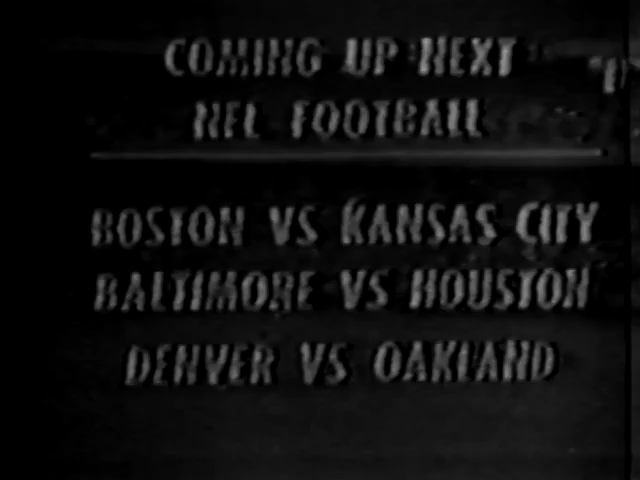 COMING UP NEXT
NFL FOOTBALL
BOSTON VS KANSAS CITY
BALTIMORE VS HOUSTON
DENVER VS OAKLAND